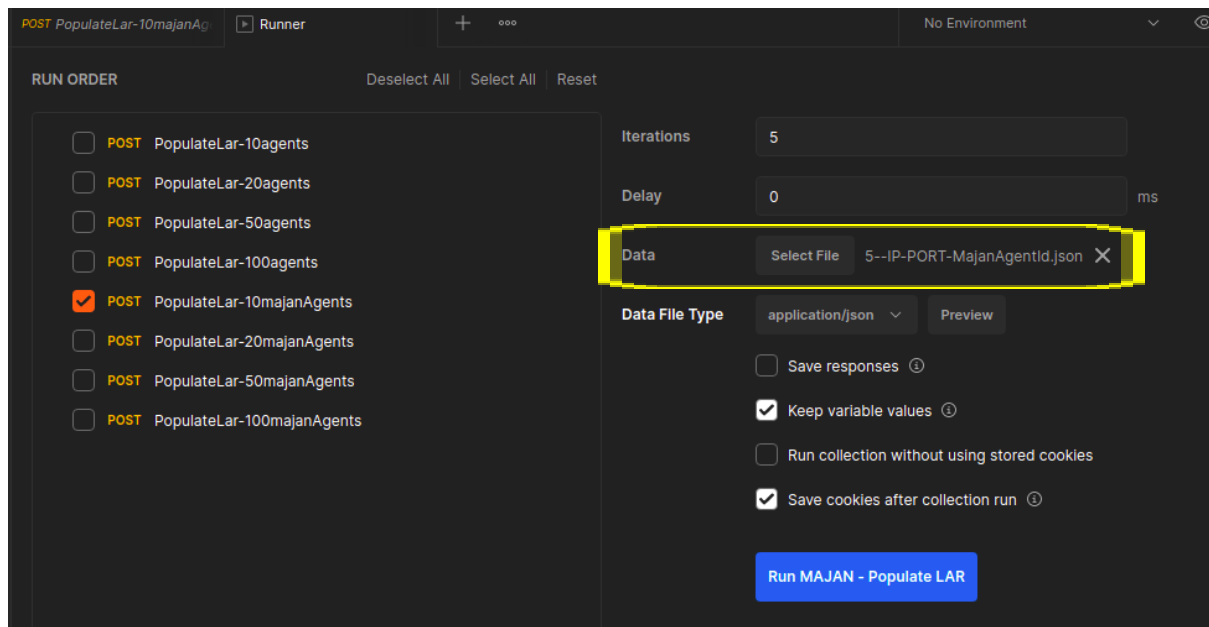 POST PopulateLar-10majanAg
Runner
No Environment
RUN ORDER
Deselect All
Select All
Reset
POST PopulateLar-10agents
POST PopulateLar-20agents
POST PopulateLar-50agents
POST PopulateLar-100agents
POST PopulateLar-10majanAgents
POST PopulateLar-20majanAgents
POST PopulateLar-50majanAgents
POST PopulateLar-100majanAgents
Iterations 5
Delay 0 ms
Data Select File 5--IP-PORT-MajanAgentId.json
Data File Type application/json Preview
Save responses
Keep variable values
Run collection without using stored cookies
Save cookies after collection run
Run MAJAN - Populate LAR